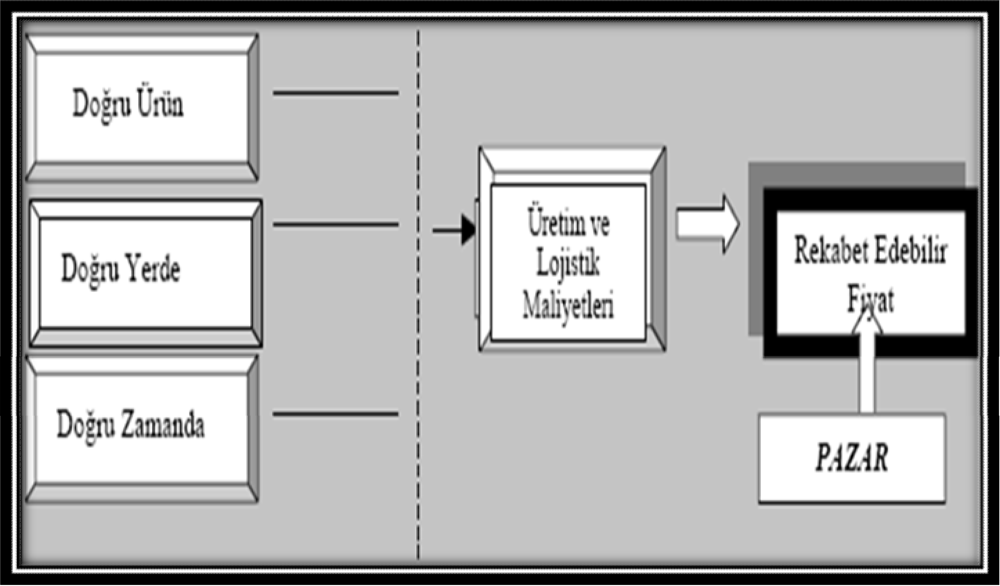 Doğru Ürün
Doğru Yerde
Doğru Zamanda
Üretim ve
Lojistik
Maliyetleri
Rekabet Edebilir
Fiyat
PAZAR